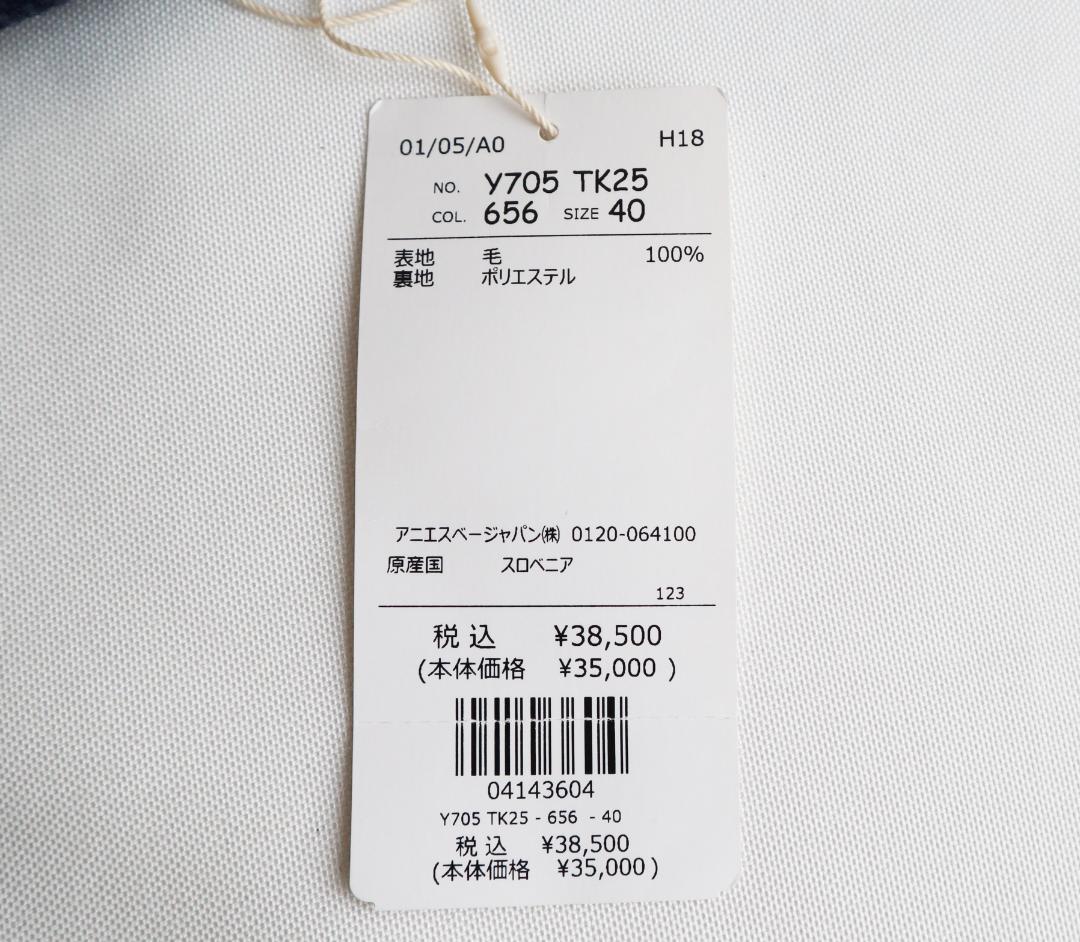 01/05/A0 H18
NO. Y705 TK25
COL. 656 SIZE 40
表地 毛 100%
裏地 ポリエステル
アニエスベージャパン㈱ 0120-064100
原産国 スロベニア
123
税込 ¥38,500
(本体価格 ¥35,000 )
04143604
Y705 TK25 - 656 - 40
税込 ¥38,500
(本体価格 ¥35,000 )